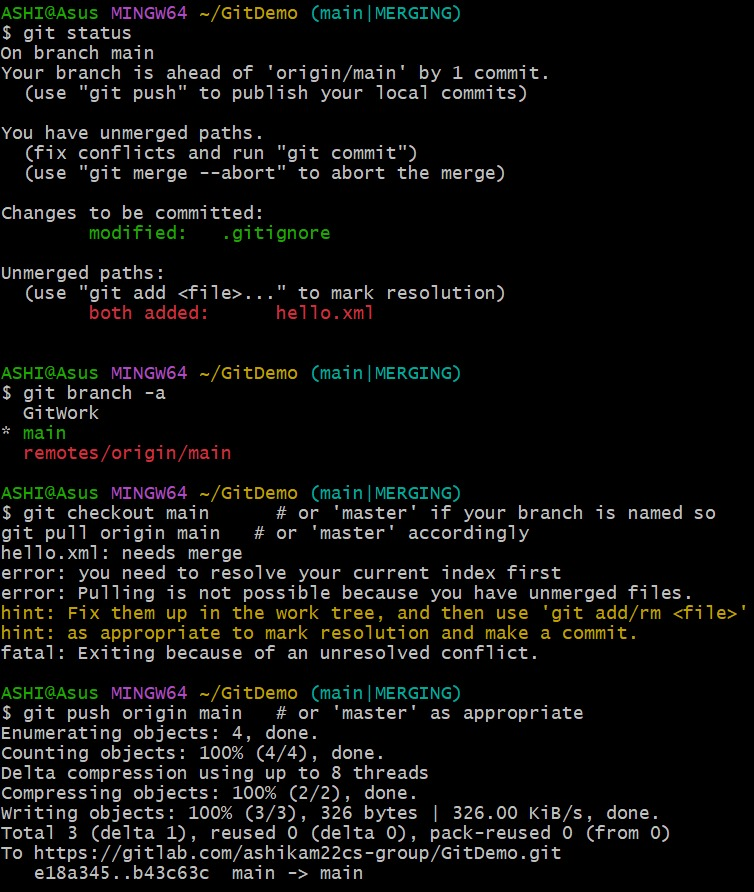 ASHI@Asus MINGW64 ~/GitDemo (main|MERGING)
$ git status
On branch main
Your branch is ahead of 'origin/main' by 1 commit.
  (use "git push" to publish your local commits)

You have unmerged paths.
  (fix conflicts and run "git commit")
  (use "git merge --abort" to abort the merge)

Changes to be committed:
        modified:   .gitignore

Unmerged paths:
  (use "git add <file>..." to mark resolution)
        both added:      hello.xml


ASHI@Asus MINGW64 ~/GitDemo (main|MERGING)
$ git branch -a
  GitWork
* main
  remotes/origin/main

ASHI@Asus MINGW64 ~/GitDemo (main|MERGING)
$ git checkout main      # or 'master' if your branch is named so
git pull origin main   # or 'master' accordingly
hello.xml: needs merge
error: you need to resolve your current index first
error: Pulling is not possible because you have unmerged files.
hint: Fix them up in the work tree, and then use 'git add/rm <file>'
hint: as appropriate to mark resolution and make a commit.
fatal: Exiting because of an unresolved conflict.

ASHI@Asus MINGW64 ~/GitDemo (main|MERGING)
$ git push origin main   # or 'master' as appropriate
Enumerating objects: 4, done.
Counting objects: 100% (4/4), done.
Delta compression using up to 8 threads
Compressing objects: 100% (2/2), done.
Writing objects: 100% (3/3), 326 bytes | 326.00 KiB/s, done.
Total 3 (delta 1), reused 0 (delta 0), pack-reused 0 (from 0)
To https://gitlab.com/ashikam22cs-group/GitDemo.git
   e18a345..b43c63c  main -> main